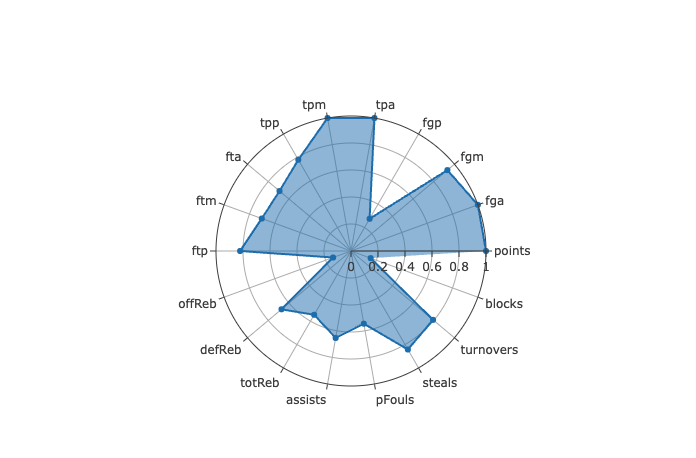 tpm
tpa
tpp
fgp
fta
fgm
ftm
fga
ftp
points
0
0.2
0.4
0.6
0.8
1
offReb
blocks
defReb
turnovers
totReb
steals
assists
pFouls